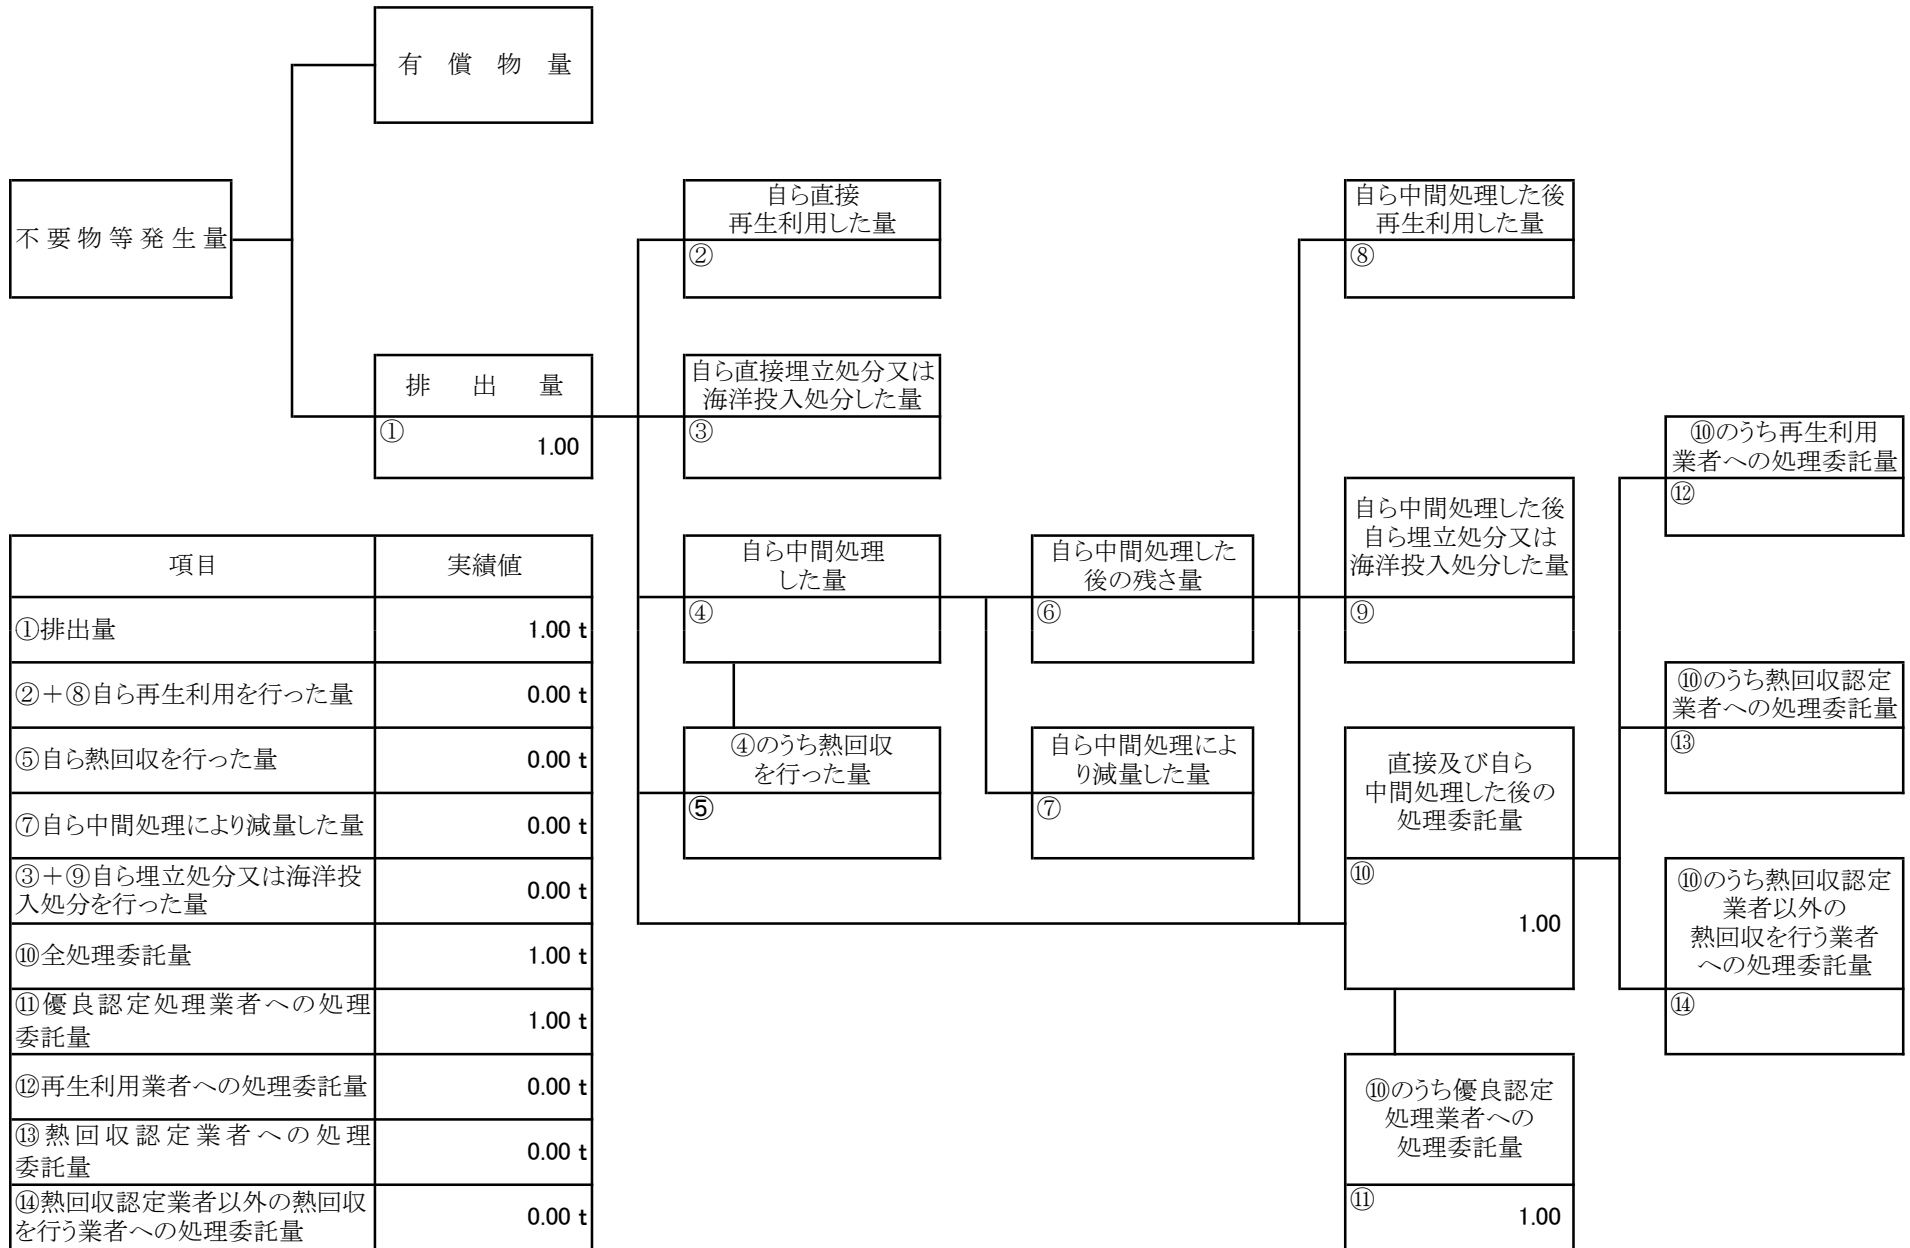 有償物量
不要物等発生量
自ら直接
再生利用した量
②
自ら中間処理した後
再生利用した量
⑧
排出量
①
1.00
自ら直接埋立処分又は
海洋投入処分した量
③
⑩のうち再生利用
業者への処理委託量
⑫
自ら中間処理
した量
④
自ら中間処理した
後の残さ量
⑥
自ら中間処理した後
自ら埋立処分又は
海洋投入処分した量
⑨
⑩のうち熱回収認定
業者への処理委託量
⑬
④のうち熱回収
を行った量
⑤
自ら中間処理によ
り減量した量
⑦
直接及び自ら
中間処理した後の
処理委託量
⑩
1.00
⑩のうち熱回収認定
業者以外の
熱回収を行う業者
への処理委託量
⑭
⑩のうち優良認定
処理業者への
処理委託量
⑪
1.00
項目 実績値
①排出量 1.00 t
②＋⑧自ら再生利用を行った量 0.00 t
⑤自ら熱回収を行った量 0.00 t
⑦自ら中間処理により減量した量 0.00 t
③＋⑨自ら埋立処分又は海洋投
入処分を行った量 0.00 t
⑩全処理委託量 1.00 t
⑪優良認定処理業者への処理
委託量 1.00 t
⑫再生利用業者への処理委託量 0.00 t
⑬熱回収認定業者への処理
委託量 0.00 t
⑭熱回収認定業者以外の熱回収
を行う業者への処理委託量 0.00 t